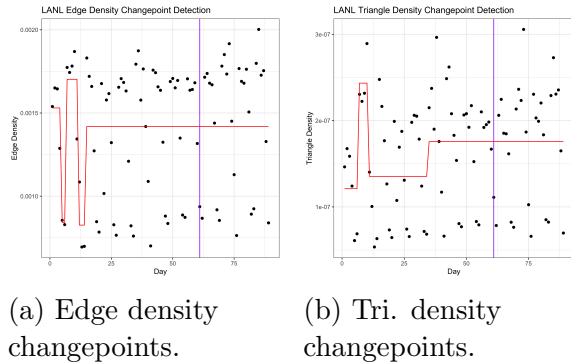 LANL Edge Density Changepoint Detection
0.0020
0.0015
0.0010
Edge Density
0
25
50
75
Day
LANL Triangle Density Changepoint Detection
3e-07
2e-07
1e-07
Triangle Density
0
25
50
75
Day
(a) Edge density
changepoints.
(b) Tri. density
changepoints.